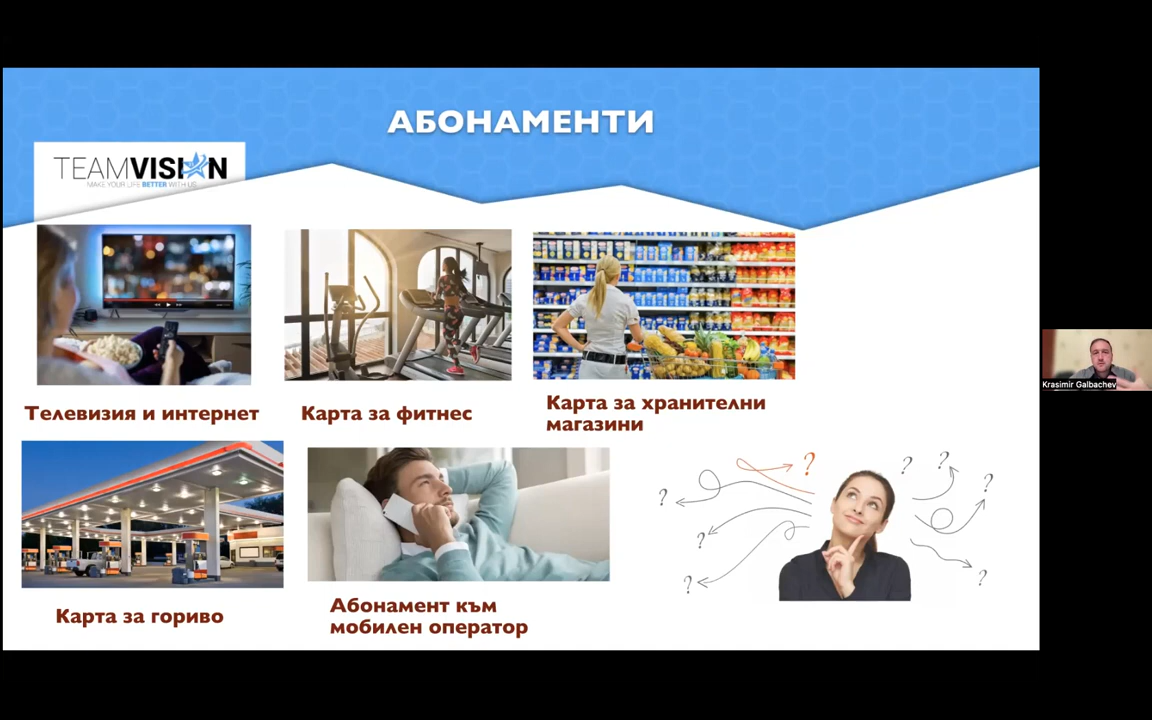 АБОНАМЕНТИ
TEAMVISION
MAKE YOUR LIFE BETTER WITH US
Телевизия и интернет
Карта за фитнес
Карта за хранителни
магазини
Карта за гориво
Абонамент към
мобилен оператор
? ? ? ? ? ? ? ?
Krasimir Galbachev